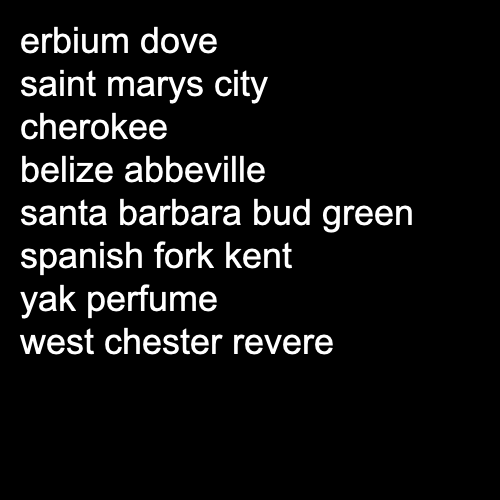 erbium dove
saint marys city
cherokee
belize abbeville
santa barbara bud green
spanish fork kent
yak perfume
west chester revere